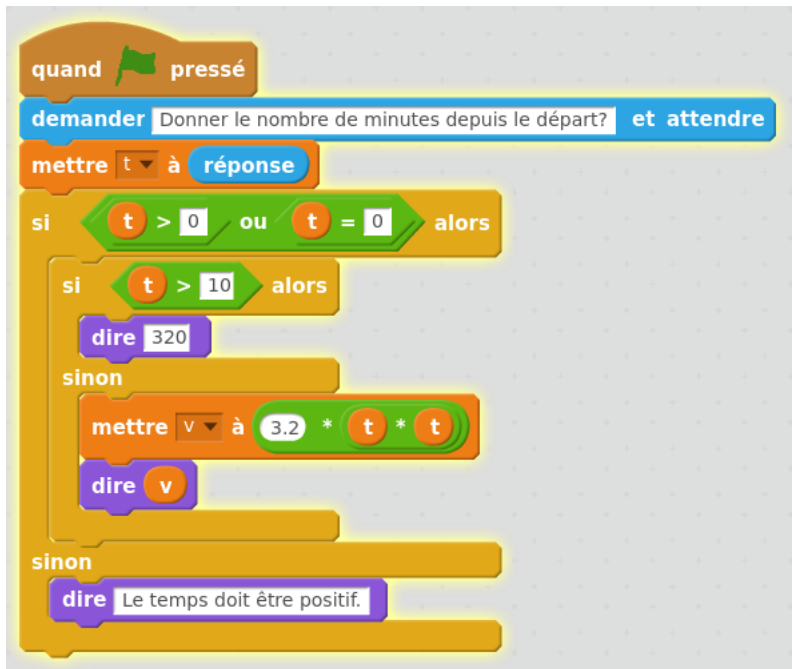 quand pressé
demander Donner le nombre de minutes depuis le départ? et attendre
mettre t à réponse
si t > 0 ou t = 0 alors
si t > 10 alors
dire 320
sinon
mettre v à 3.2 * t * t
dire v
sinon
dire Le temps doit être positif.